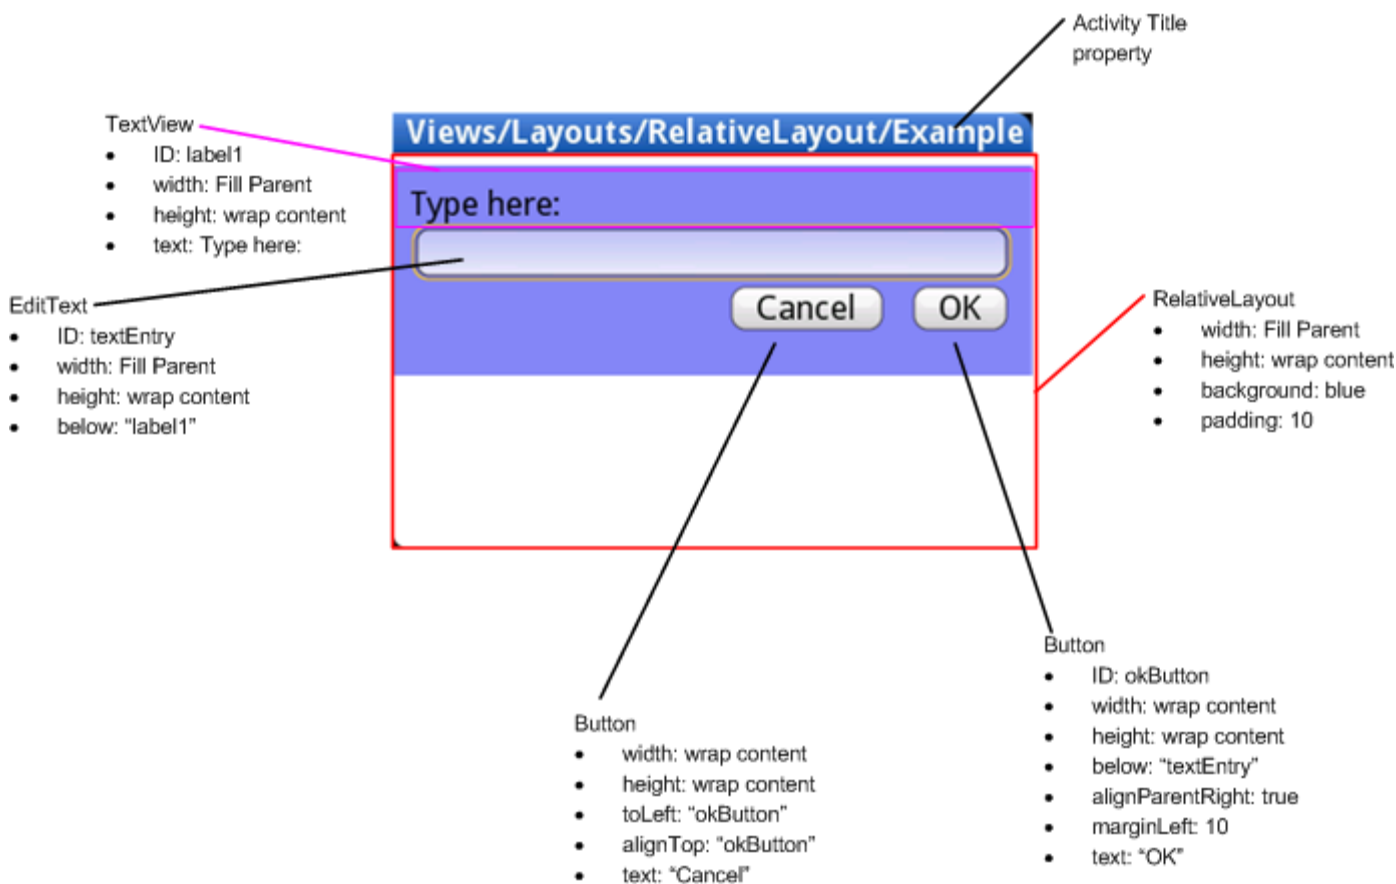 Activity Title
property
TextView
• ID: label1
• width: Fill Parent
• height: wrap content
• text: Type here:
Views/Layouts/RelativeLayout/Example
Type here:
Cancel
OK
EditText
• ID: textEntry
• width: Fill Parent
• height: wrap content
• below: “label1”
RelativeLayout
• width: Fill Parent
• height: wrap content
• background: blue
• padding: 10
Button
• width: wrap content
• height: wrap content
• toLeft: “okButton”
• alignTop: “okButton”
• text: “Cancel”
Button
• ID: okButton
• width: wrap content
• height: wrap content
• below: “textEntry”
• alignParentRight: true
• marginLeft: 10
• text: “OK”